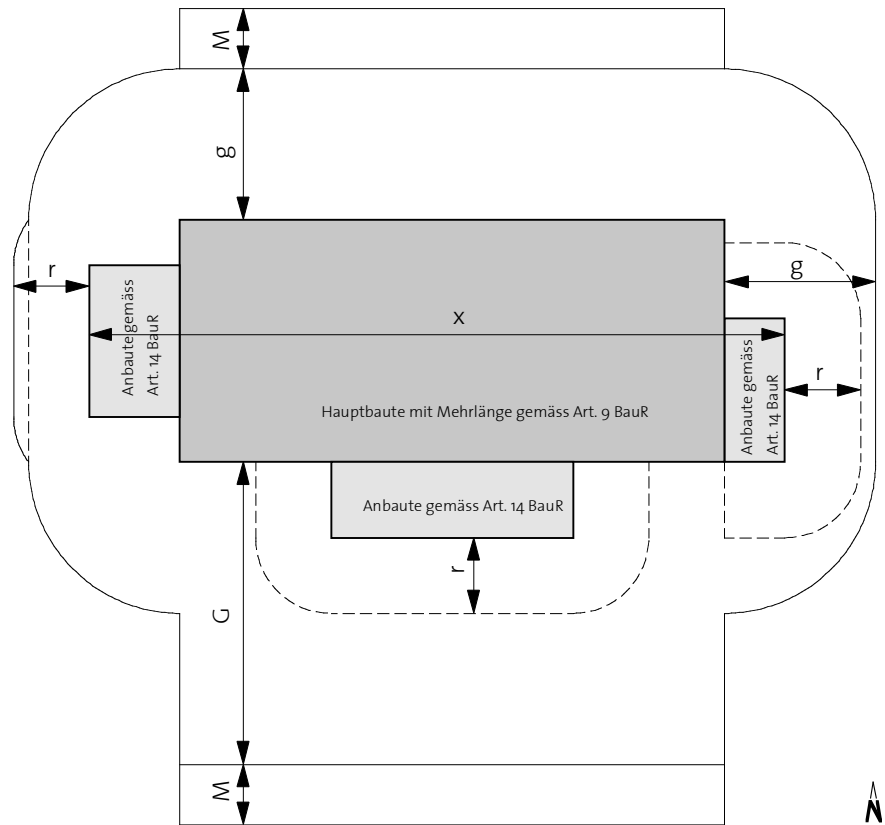 M
g
r
g
Anbaute gemäss
Art. 14 BauR
x
Anbaute gemäss
Art. 14 BauR
r
Hauptbaute mit Mehrlänge gemäss Art. 9 BauR
Anbaute gemäss Art. 14 BauR
r
G
M
N